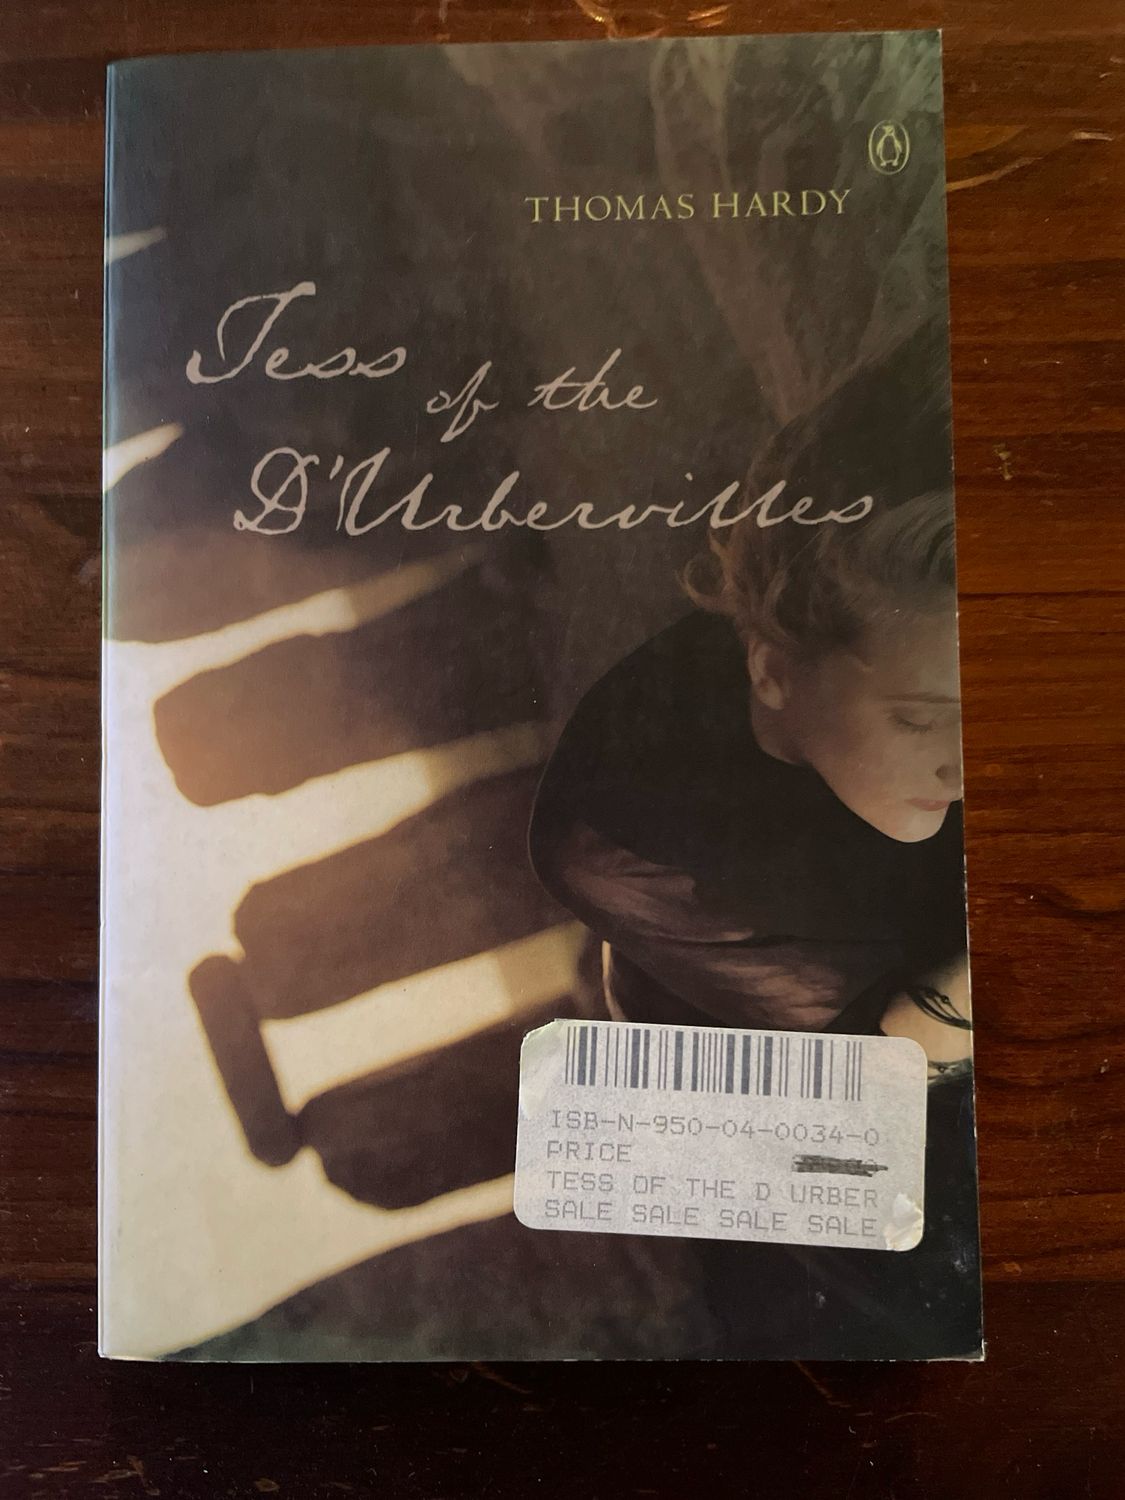 THOMAS HARDY
Tess
of the
D'Urbervilles
ISB-N-950-04-0034-0
PRICE
TESS OF THE D URBER
SALE SALE SALE SALE